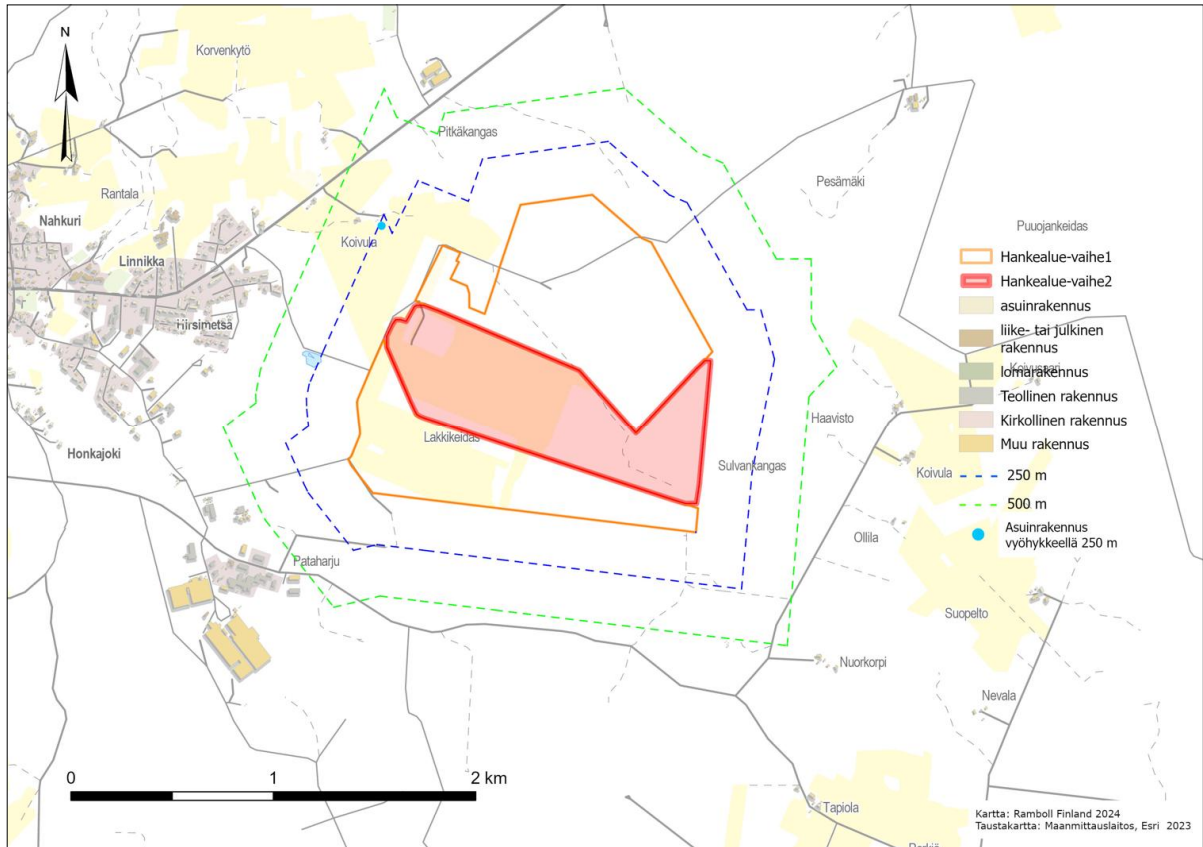 N
Korvenkytö
Pitkäkangas
Rantala
Pesämäki
Nahkuri
Koivula
Puuojankeidas
Linnikka
Hankealue-vaihe1
Hankealue-vaihe2
asuinrakennus
Hirsimetsä
liike- tai julkinen
rakennus
lomarakennus
Koivusaari
Teollinen rakennus
Haavisto
Kirkollinen rakennus
Lakkikeidas
Muu rakennus
Honkajoki
Sulvankangas
Koivula
250 m
500 m
Asuinrakennus
vyöhykkeellä 250 m
Ollila
Pataharju
Suopelto
Nuorkorpi
Nevala
0 1 2 km
Tapiola
Kartta: Ramboll Finland 2024
Taustakartta: Maanmittauslaitos, Esri 2023